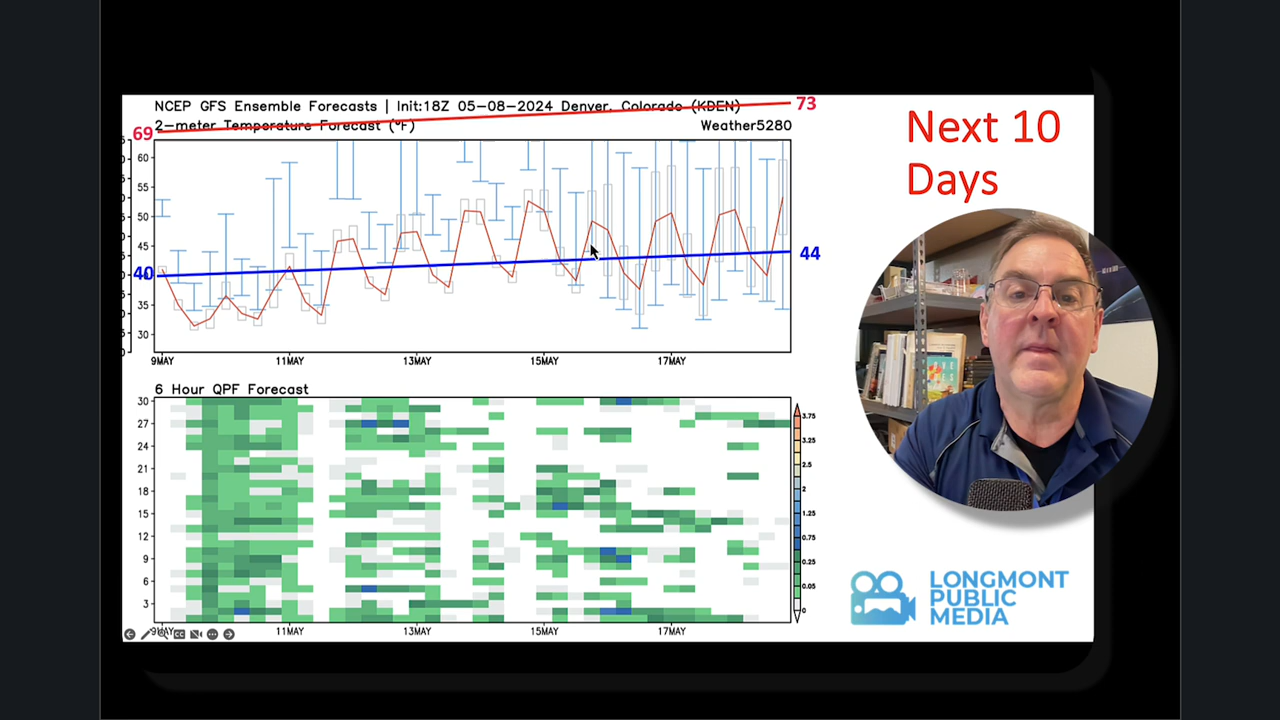 NCEP GFS Ensemble Forecasts | Init:18Z 05-08-2024 Denver, Colorado (KDEN)
73
69
2-meter Temperature Forecast (°F)
Weather5280
Next 10
Days
60
55
50
45
40
35
30
44
9MAY
11MAY
13MAY
15MAY
17MAY
6 Hour QPF Forecast
30
27
24
21
18
15
12
9
6
3
3.75
3.25
2.5
2
1.25
0.75
0.25
0.05
0
9MAY
11MAY
13MAY
15MAY
17MAY
LONGMONT
PUBLIC
MEDIA